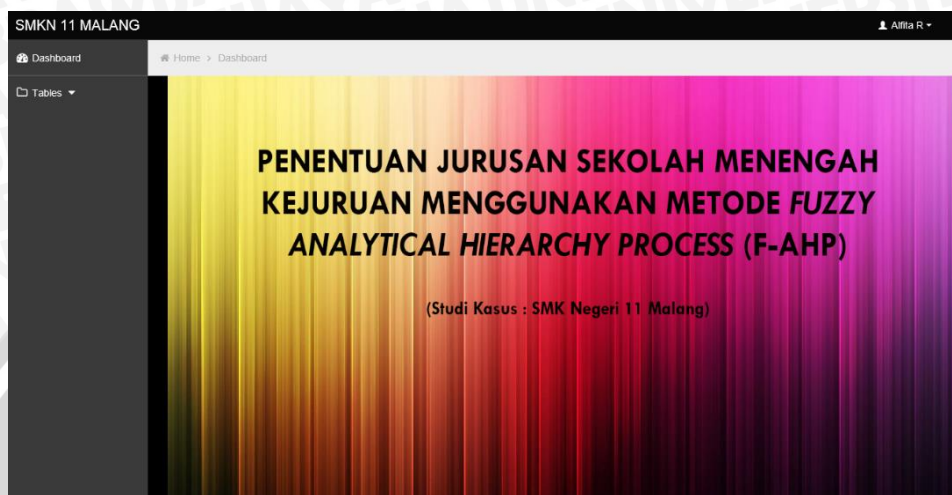 SMKN 11 MALANG
Alfita R
Dashboard
Home > Dashboard
Tables
PENENTUAN JURUSAN SEKOLAH MENENGAH
KEJURUAN MENGGUNAKAN METODE FUZZY
ANALYTICAL HIERARCHY PROCESS (F-AHP)
(Studi Kasus : SMK Negeri 11 Malang)